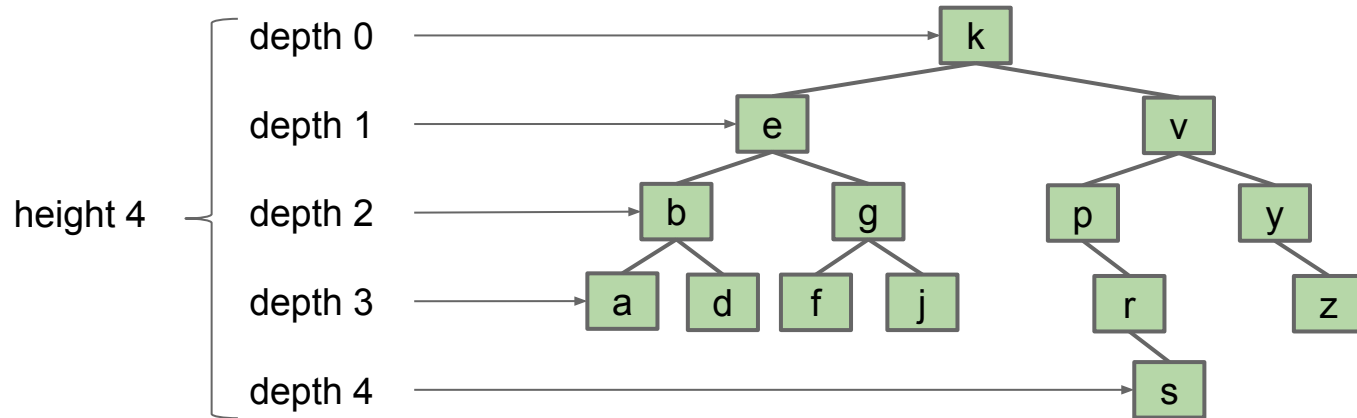 depth 0 k
depth 1 e v
height 4 depth 2 b g p y
depth 3 a d f j r z
depth 4 s